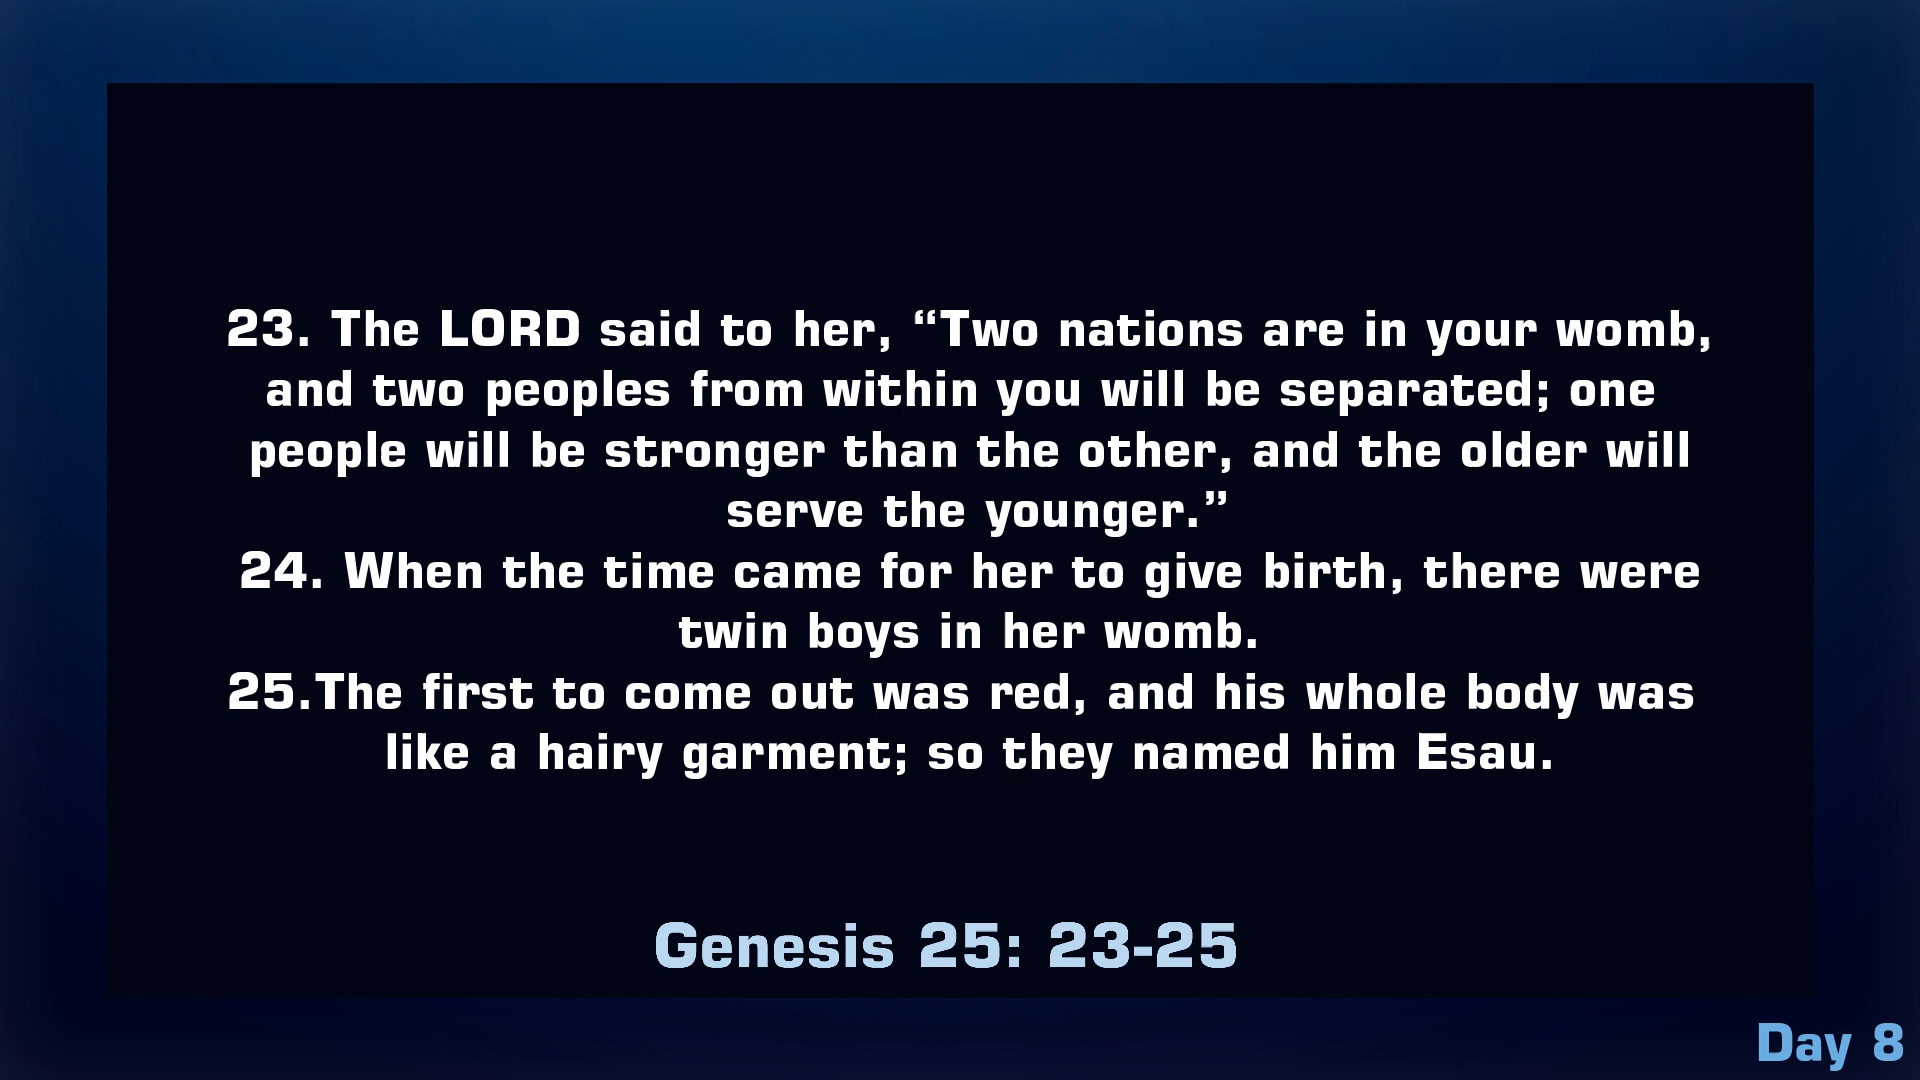 23. The LORD said to her, “Two nations are in your womb,
and two peoples from within you will be separated; one
people will be stronger than the other, and the older will
serve the younger.”
24. When the time came for her to give birth, there were
twin boys in her womb.
25.The first to come out was red, and his whole body was
like a hairy garment; so they named him Esau.
Genesis 25: 23-25
Day 8